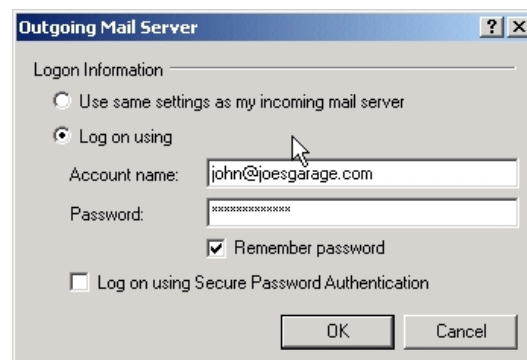 Outgoing Mail Server
Logon Information
Use same settings as my incoming mail server
Log on using
Account name: john@joesgarage.com
Password: *************
Remember password
Log on using Secure Password Authentication
OK Cancel